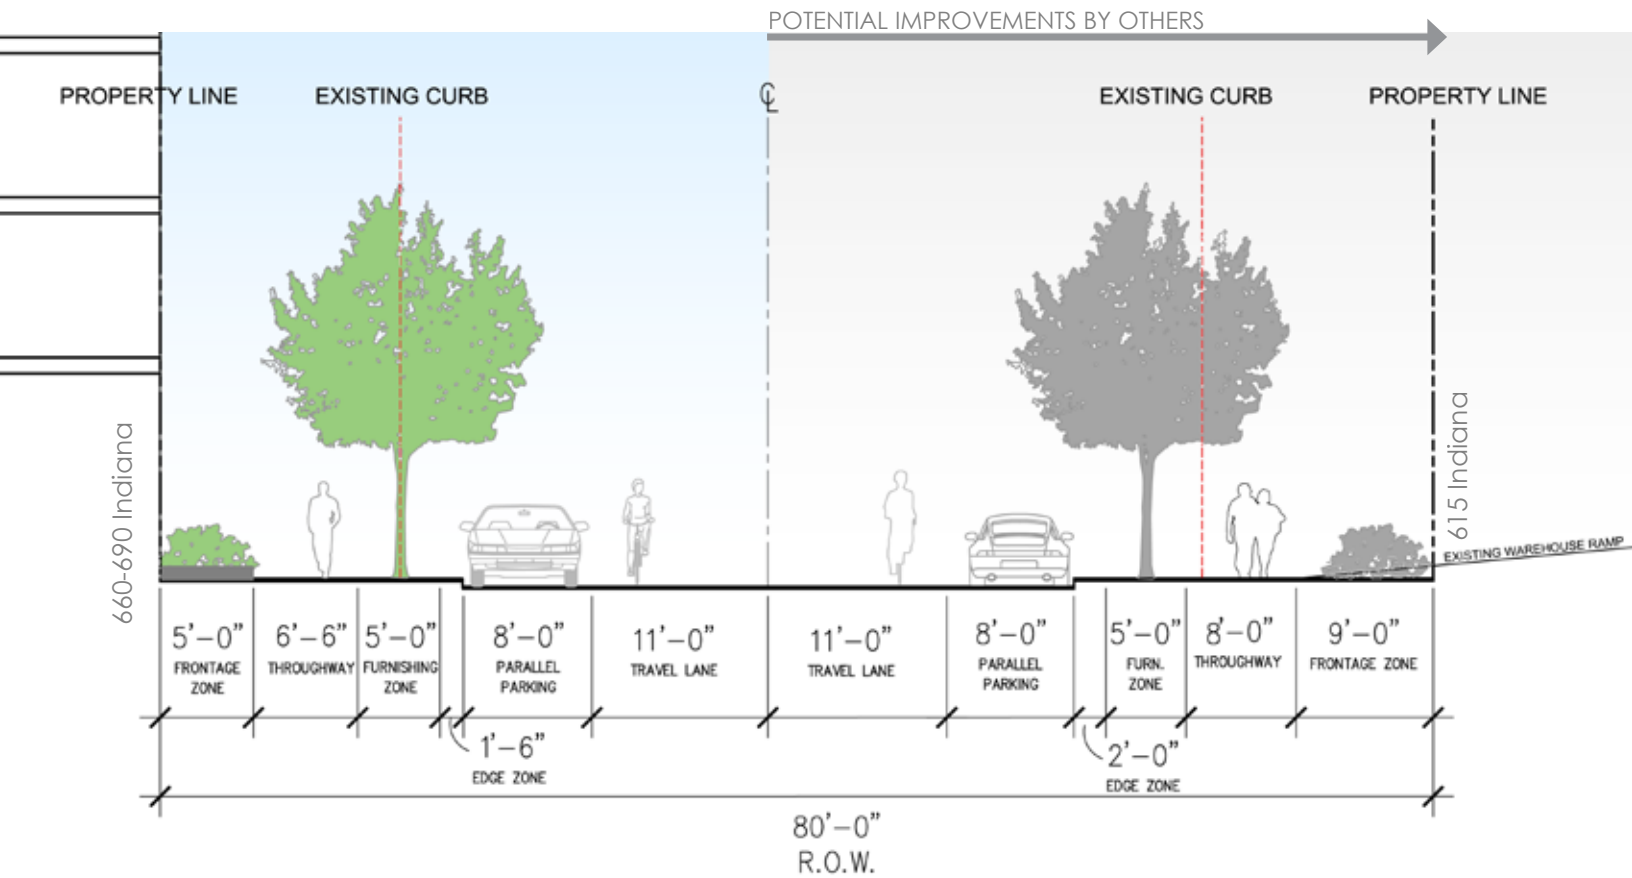 POTENTIAL IMPROVEMENTS BY OTHERS
PROPERTY LINE
EXISTING CURB
℄
EXISTING CURB
PROPERTY LINE
660-690 Indiana
615 Indiana
EXISTING WAREHOUSE RAMP
5'-0"
FRONTAGE
ZONE
6'-6"
THROUGHWAY
5'-0"
FURNISHING
ZONE
8'-0"
PARALLEL
PARKING
11'-0"
TRAVEL LANE
11'-0"
TRAVEL LANE
8'-0"
PARALLEL
PARKING
5'-0"
FURN.
ZONE
8'-0"
THROUGHWAY
9'-0"
FRONTAGE ZONE
1'-6"
EDGE ZONE
2'-0"
EDGE ZONE
80'-0"
R.O.W.